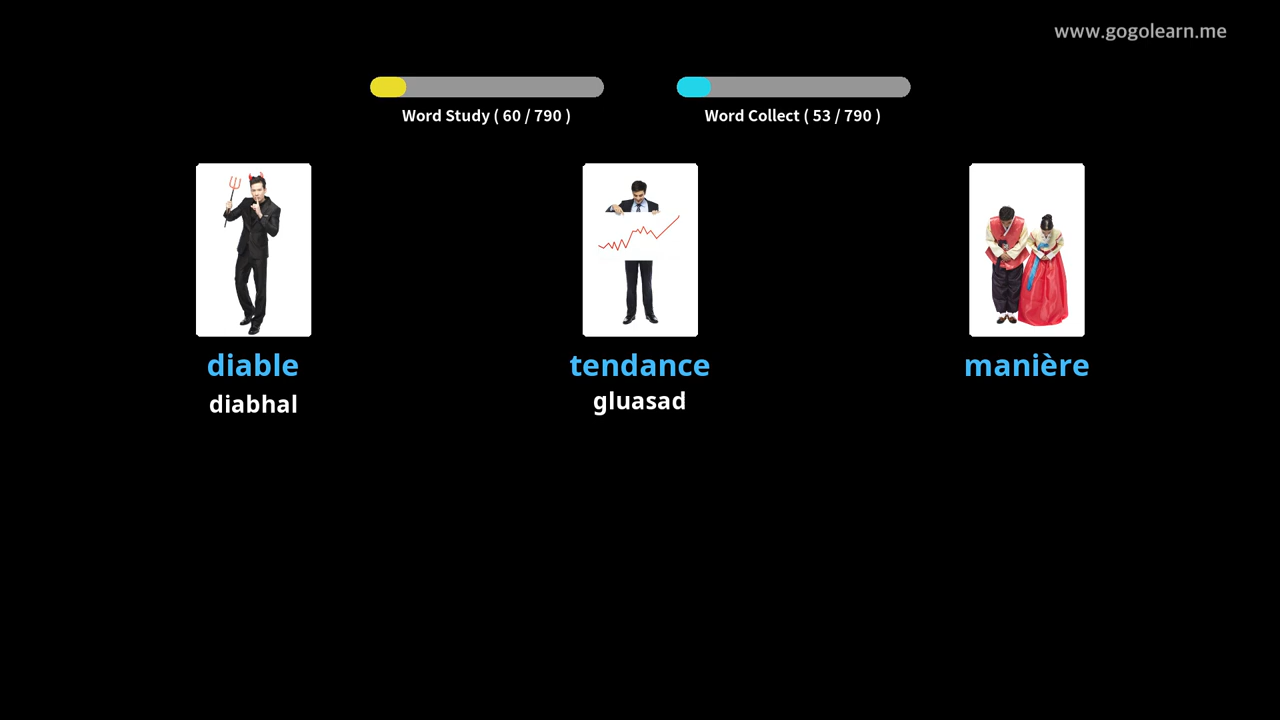 www.gogolearn.me
Word Study ( 60 / 790 )
Word Collect ( 53 / 790 )
diable
tendance
manière
diabhal
gluasad